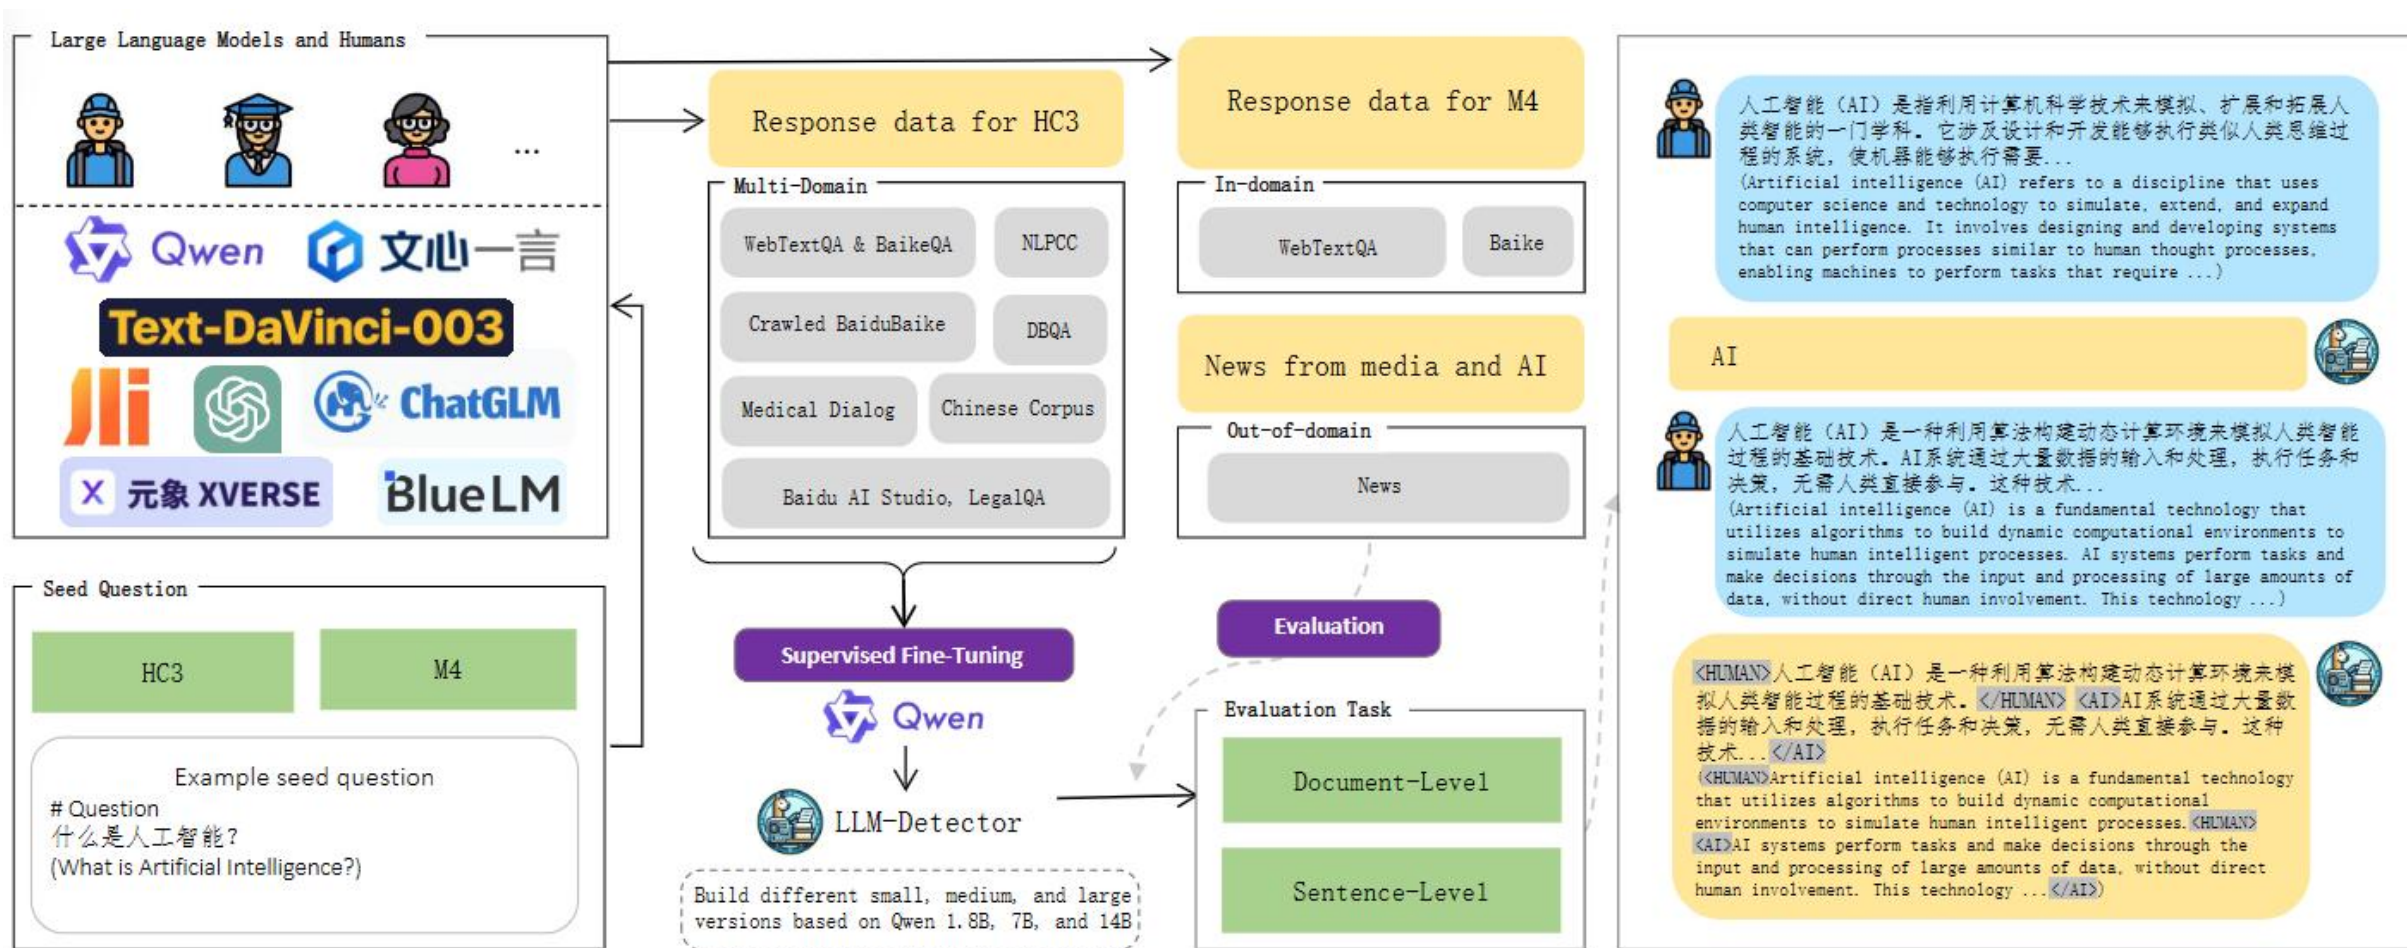 Large Language Models and Humans
...
Qwen
文心一言
Text-DaVinci-003
ChatGLM
X 元象 XVERSE
BlueLM
Seed Question
HC3
M4
Example seed question
# Question
什么是人工智能?
(What is Artificial Intelligence?)
Response data for HC3
Multi-Domain
WebTextQA & BaikeQA
NLPCC
Crawled BaiduBaike
DBQA
Medical Dialog
Chinese Corpus
Baidu AI Studio, LegalQA
Supervised Fine-Tuning
Qwen
LLM-Detector
Build different small, medium, and large
versions based on Qwen 1.8B, 7B, and 14B
Response data for M4
In-domain
WebTextQA
Baike
News from media and AI
Out-of-domain
News
Evaluation
Evaluation Task
Document-Level
Sentence-Level
人工智能（AI）是指利用计算机科学技术来模拟、扩展和拓展人
类智能的一门学科。它涉及设计和开发能够执行类似人类思维过
程的系统，使机器能够执行需要...
(Artificial intelligence (AI) refers to a discipline that uses
computer science and technology to simulate, extend, and expand
human intelligence. It involves designing and developing systems
that can perform processes similar to human thought processes,
enabling machines to perform tasks that require ...)
AI
人工智能（AI）是一种利用算法构建动态计算环境来模拟人类智能
过程的基础技术。AI系统通过大量数据的输入和处理，执行任务和
决策，无需人类直接参与。这种技术...
(Artificial intelligence (AI) is a fundamental technology that
utilizes algorithms to build dynamic computational environments to
simulate human intelligent processes. AI systems perform tasks and
make decisions through the input and processing of large amounts of
data, without direct human involvement. This technology ...)
<HUMAN>人工智能（AI）是一种利用算法构建动态计算环境来模
拟人类智能过程的基础技术。</HUMAN> <AI>AI系统通过大量数
据的输入和处理，执行任务和决策，无需人类直接参与。这种
技术...</AI>
(<HUMAN>Artificial intelligence (AI) is a fundamental technology
that utilizes algorithms to build dynamic computational
environments to simulate human intelligent processes.<HUMAN>
<AI>AI systems perform tasks and make decisions through the
input and processing of large amounts of data, without direct
human involvement. This technology ...</AI>)